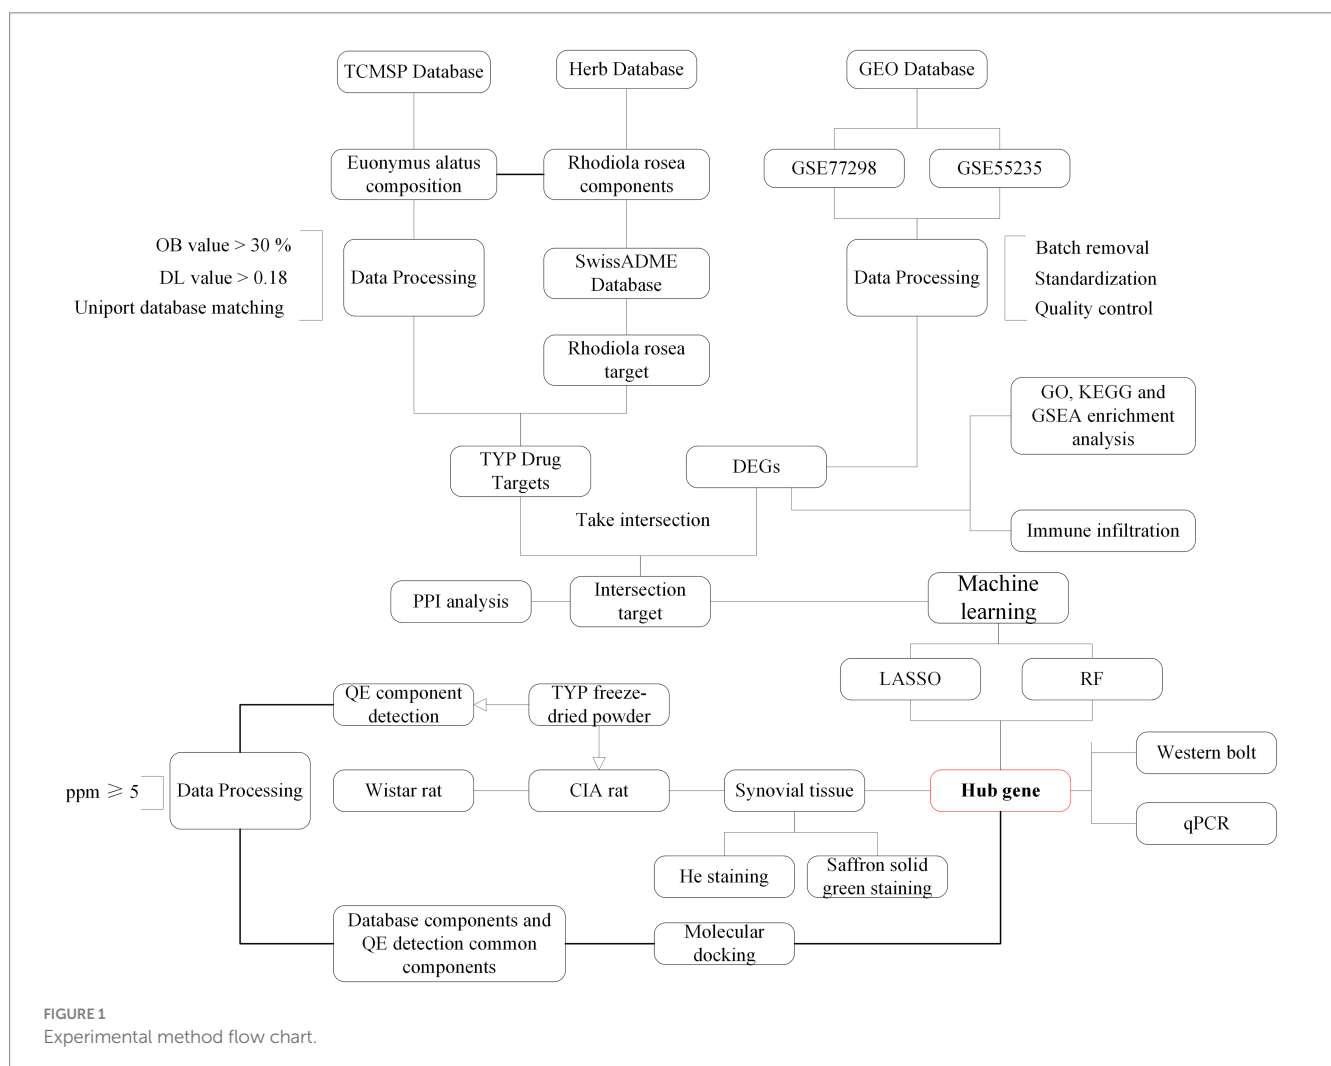 TCMSP Database
Herb Database
GEO Database
Euonymus alatus
composition
Rhodiola rosea
components
GSE77298
GSE55235
OB value > 30 %
DL value > 0.18
Uniport database matching
Data Processing
SwissADME
Database
Data Processing
Batch removal
Standardization
Quality control
Rhodiola rosea
target
GO, KEGG and
GSEA enrichment
analysis
TYP Drug
Targets
DEGs
Take intersection
Immune infiltration
PPI analysis
Intersection
target
Machine
learning
LASSO
RF
QE component
detection
TYP freeze-
dried powder
Western bolt
ppm ≥ 5
Data Processing
Wistar rat
CIA rat
Synovial tissue
Hub gene
qPCR
He staining
Saffron solid
green staining
Database components and
QE detection common
components
Molecular
docking
FIGURE 1
Experimental method flow chart.